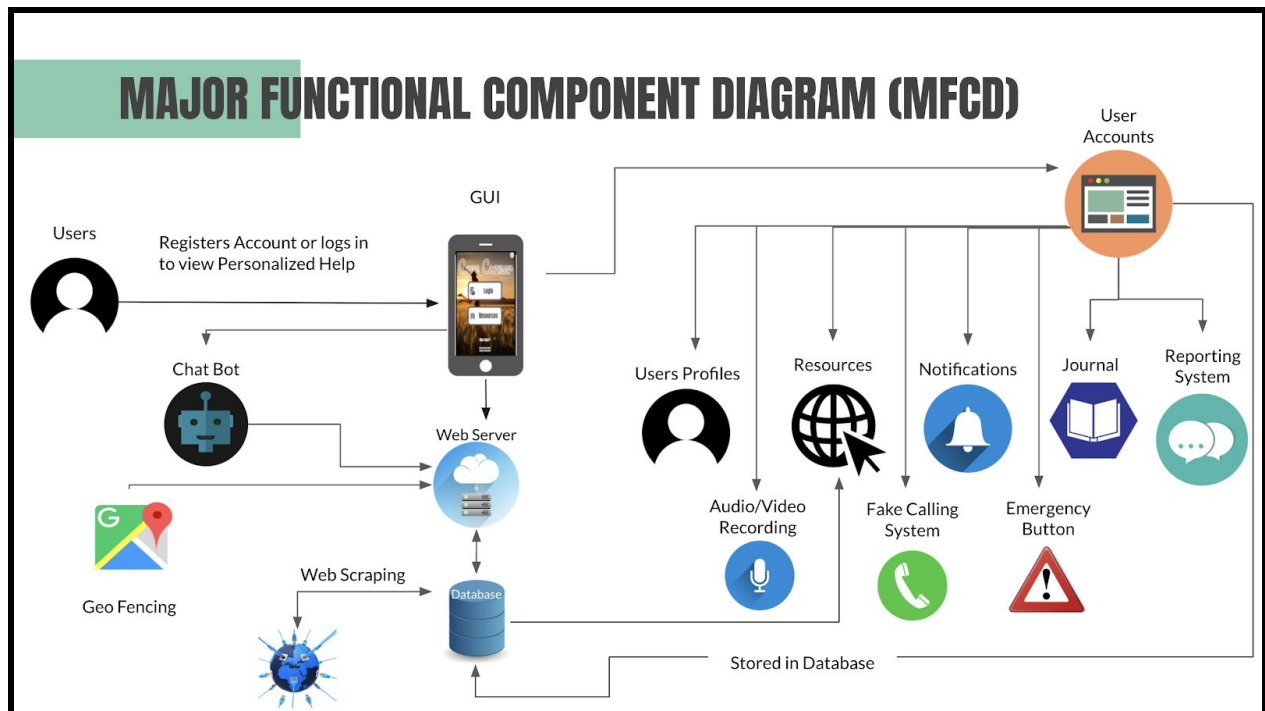 MAJOR FUNCTIONAL COMPONENT DIAGRAM (MFCD)
User
Accounts
GUI
Users
Registers Account or logs in
to view Personalized Help
Login
Resources
Chat Bot
Web Server
Users Profiles
Resources
Notifications
Journal
Reporting
System
G
Audio/Video
Recording
Fake Calling
System
Emergency
Button
Geo Fencing
Web Scraping
Database
Stored in Database